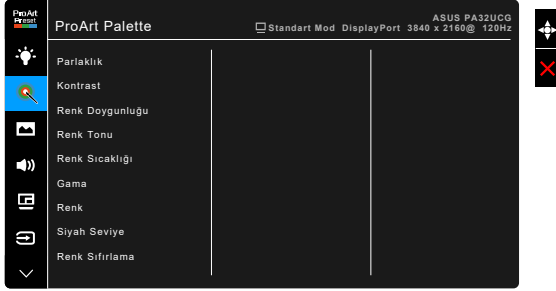 ProArt
Preset
ProArt Palette
ASUS PA32UCG
Standart Mod DisplayPort 3840 x 2160@ 120Hz
Parlaklık
Kontrast
Renk Doygunluğu
Renk Tonu
Renk Sıcaklığı
Gama
Renk
Siyah Seviye
Renk Sıfırlama